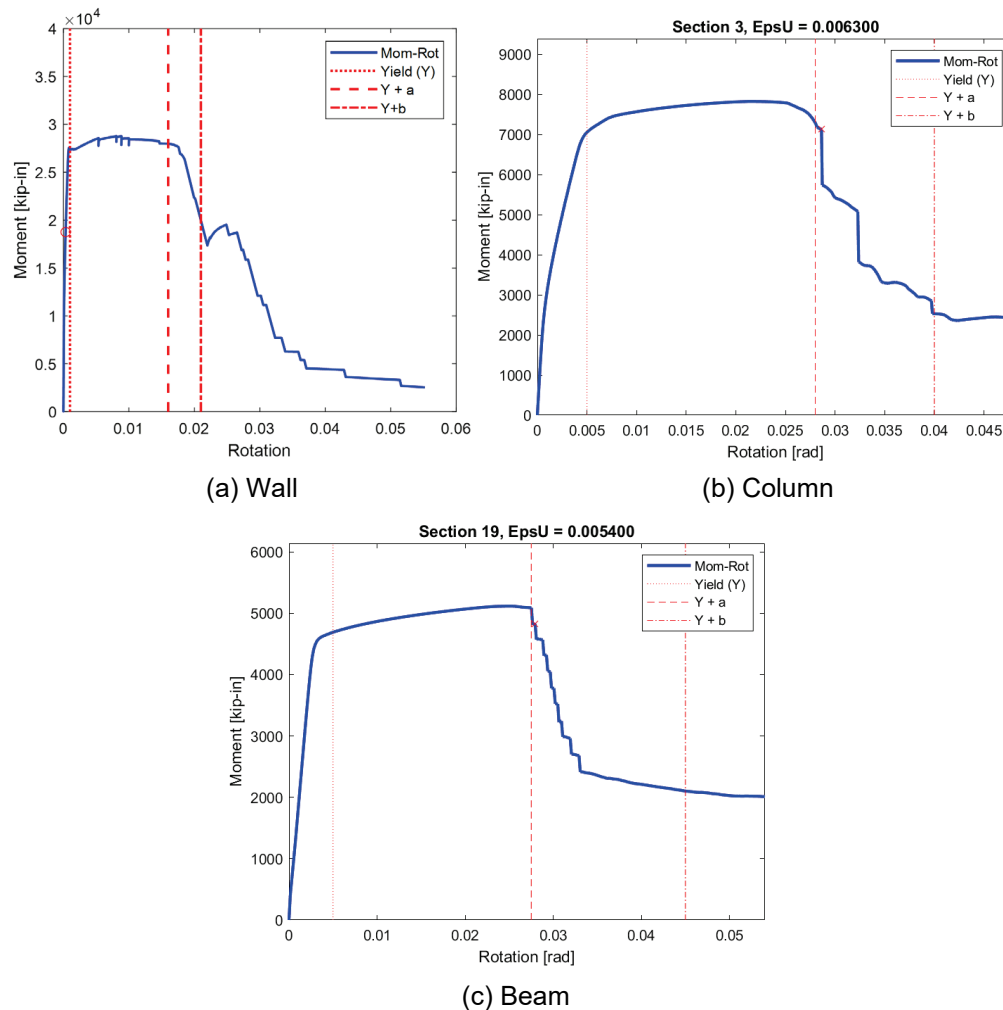 ×10⁴
4
3.5
3
2.5
2
1.5
1
0.5
0
Moment [kip-in]
0 0.01 0.02 0.03 0.04 0.05 0.06
Rotation
Mom-Rot
Yield (Y)
Y + a
Y+b
(a) Wall
Section 3, EpsU = 0.006300
9000
8000
7000
6000
5000
4000
3000
2000
1000
0
Moment [kip-in]
0 0.005 0.01 0.015 0.02 0.025 0.03 0.035 0.04 0.045
Rotation [rad]
Mom-Rot
Yield (Y)
Y + a
Y + b
(b) Column
Section 19, EpsU = 0.005400
6000
5000
4000
3000
2000
1000
0
Moment [kip-in]
0 0.01 0.02 0.03 0.04 0.05
Rotation [rad]
Mom-Rot
Yield (Y)
Y + a
Y + b
(c) Beam